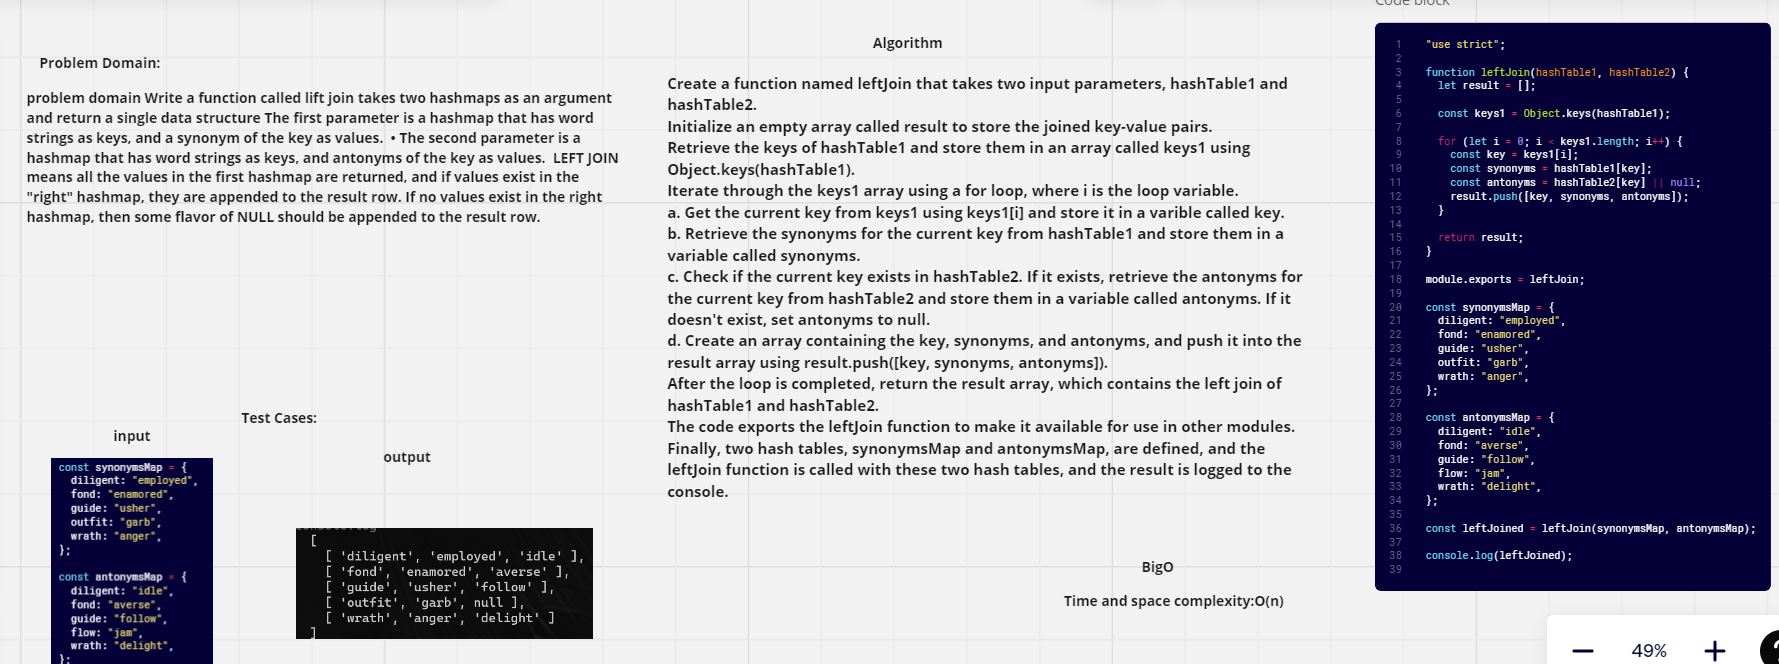 Problem Domain:
problem domain Write a function called lift join takes two hashmaps as an argument
and return a single data structure The first parameter is a hashmap that has word
strings as keys, and a synonym of the key as values.  • The second parameter is a
hashmap that has word strings as keys, and antonyms of the key as values.  LEFT JOIN
means all the values in the first hashmap are returned, and if values exist in the
"right" hashmap, they are appended to the result row. If no values exist in the right
hashmap, then some flavor of NULL should be appended to the result row.
Test Cases:
input
const synonymsMap = {
diligent: "employed",
fond: "enamored",
guide: "usher",
outfit: "garb",
wrath: "anger",
};
const antonymsMap = {
diligent: "idle",
fond: "averse",
guide: "follow",
flow: "jam",
wrath: "delight",
};
output
[
[ 'diligent', 'employed', 'idle' ],
[ 'fond', 'enamored', 'averse' ],
[ 'guide', 'usher', 'follow' ],
[ 'outfit', 'garb', null ],
[ 'wrath', 'anger', 'delight' ]
]
Algorithm
Create a function named leftJoin that takes two input parameters, hashTable1 and
hashTable2.
Initialize an empty array called result to store the joined key-value pairs.
Retrieve the keys of hashTable1 and store them in an array called keys1 using
Object.keys(hashTable1).
Iterate through the keys1 array using a for loop, where i is the loop variable.
a. Get the current key from keys1 using keys1[i] and store it in a varible called key.
b. Retrieve the synonyms for the current key from hashTable1 and store them in a
variable called synonyms.
c. Check if the current key exists in hashTable2. If it exists, retrieve the antonyms for
the current key from hashTable2 and store them in a variable called antonyms. If it
doesn't exist, set antonyms to null.
d. Create an array containing the key, synonyms, and antonyms, and push it into the
result array using result.push([key, synonyms, antonyms]).
After the loop is completed, return the result array, which contains the left join of
hashTable1 and hashTable2.
The code exports the leftJoin function to make it available for use in other modules.
Finally, two hash tables, synonymsMap and antonymsMap, are defined, and the
leftJoin function is called with these two hash tables, and the result is logged to the
console.
BigO
Time and space complexity:O(n)
Code block
1 "use strict";
2
3 function leftJoin(hashTable1, hashTable2) {
4 let result = [];
5
6 const keys1 = Object.keys(hashTable1);
7
8 for (let i = 0; i < keys1.length; i++) {
9 const key = keys1[i];
10 const synonyms = hashTable1[key];
11 const antonyms = hashTable2[key] || null;
12 result.push([key, synonyms, antonyms]);
13 }
14
15 return result;
16 }
17
18 module.exports = leftJoin;
19
20 const synonymsMap = {
21 diligent: "employed",
22 fond: "enamored",
23 guide: "usher",
24 outfit: "garb",
25 wrath: "anger",
26 };
27
28 const antonymsMap = {
29 diligent: "idle",
30 fond: "averse",
31 guide: "follow",
32 flow: "jam",
33 wrath: "delight",
34 };
35
36 const leftJoined = leftJoin(synonymsMap, antonymsMap);
37
38 console.log(leftJoined);
39
49%